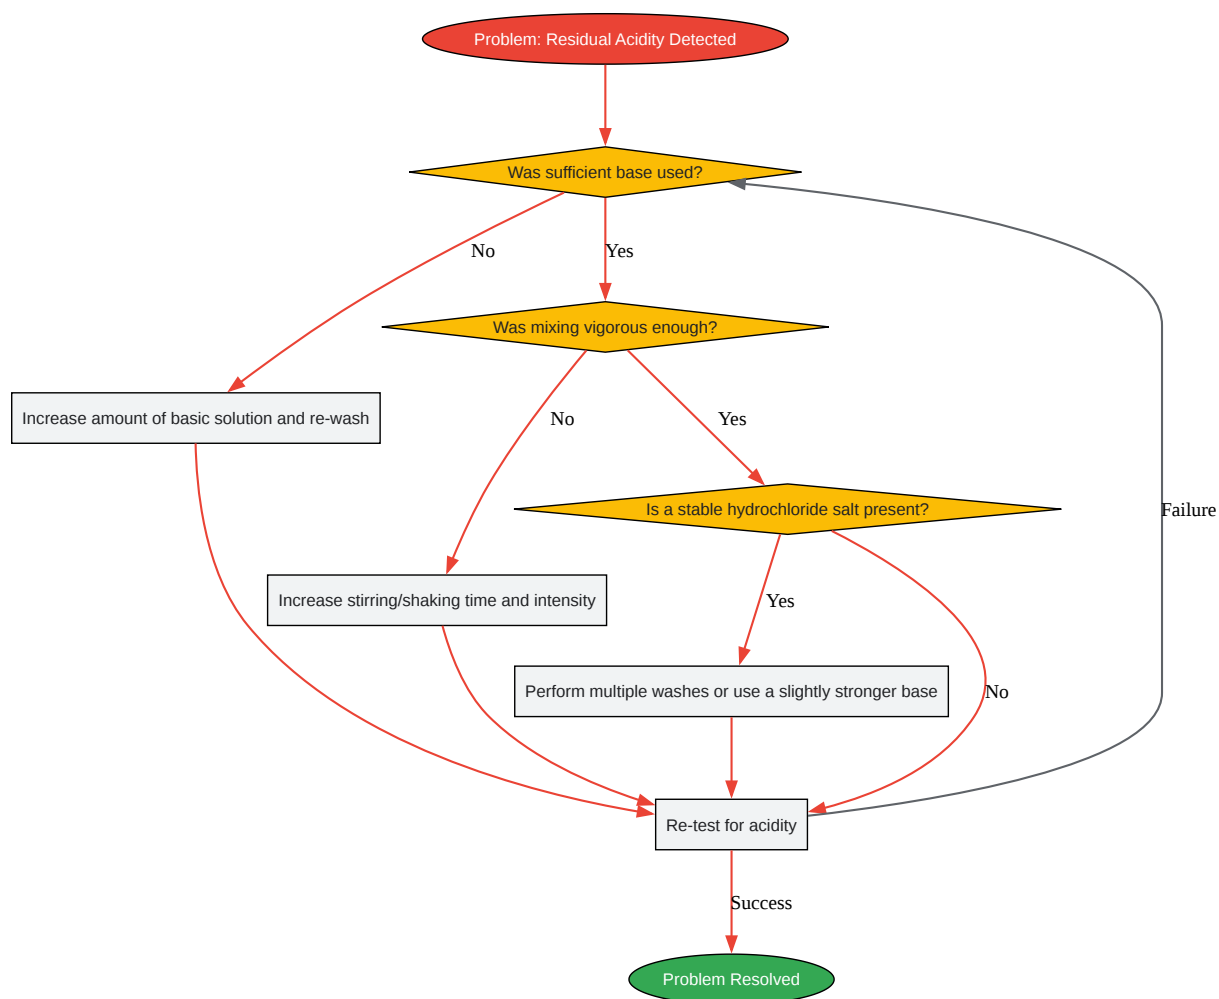 Problem: Residual Acidity Detected
Was sufficient base used?
No
Yes
Was mixing vigorous enough?
Increase amount of basic solution and re-wash
No
Yes
Is a stable hydrochloride salt present?
Failure
Increase stirring/shaking time and intensity
Yes
Perform multiple washes or use a slightly stronger base
No
Re-test for acidity
Success
Problem Resolved